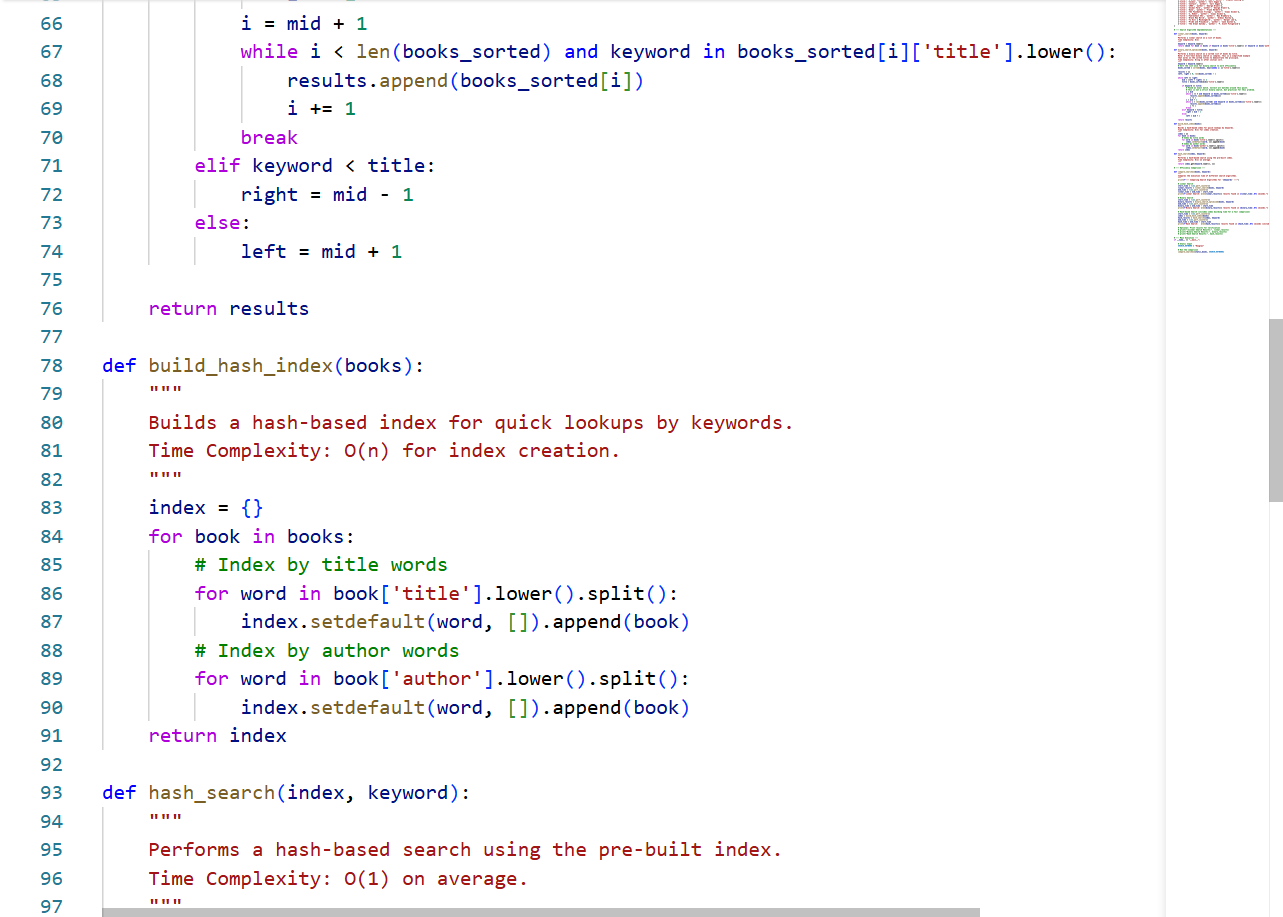 66 i = mid + 1
67 while i < len(books_sorted) and keyword in books_sorted[i]['title'].lower():
68 results.append(books_sorted[i])
69 i += 1
70 break
71 elif keyword < title:
72 right = mid - 1
73 else:
74 left = mid + 1
75
76 return results
77
78 def build_hash_index(books):
79 """
80 Builds a hash-based index for quick lookups by keywords.
81 Time Complexity: O(n) for index creation.
82 """
83 index = {}
84 for book in books:
85 # Index by title words
86 for word in book['title'].lower().split():
87 index.setdefault(word, []).append(book)
88 # Index by author words
89 for word in book['author'].lower().split():
90 index.setdefault(word, []).append(book)
91 return index
92
93 def hash_search(index, keyword):
94 """
95 Performs a hash-based search using the pre-built index.
96 Time Complexity: O(1) on average.
97 """